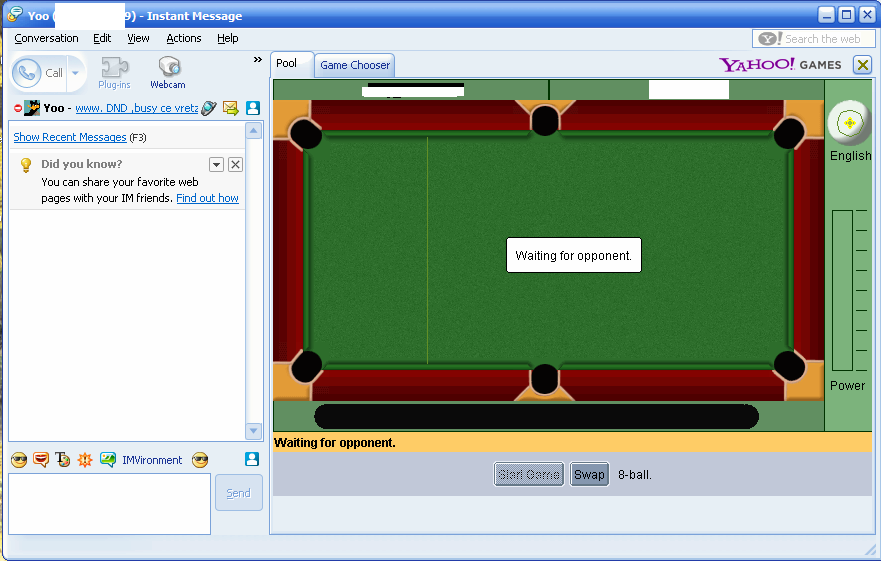 Yoo ( 9) - Instant Message
Conversation Edit View Actions Help
Y! Search the web
Call Plug-ins Webcam »
Pool Game Chooser YAHOO! GAMES
Yoo - www. DND ,busy ce vretz
Show Recent Messages (F3)
Did you know?
You can share your favorite web
pages with your IM friends. Find out how
English
Waiting for opponent.
Power
Waiting for opponent.
IMVironment
Start Game Swap 8-ball.
Send